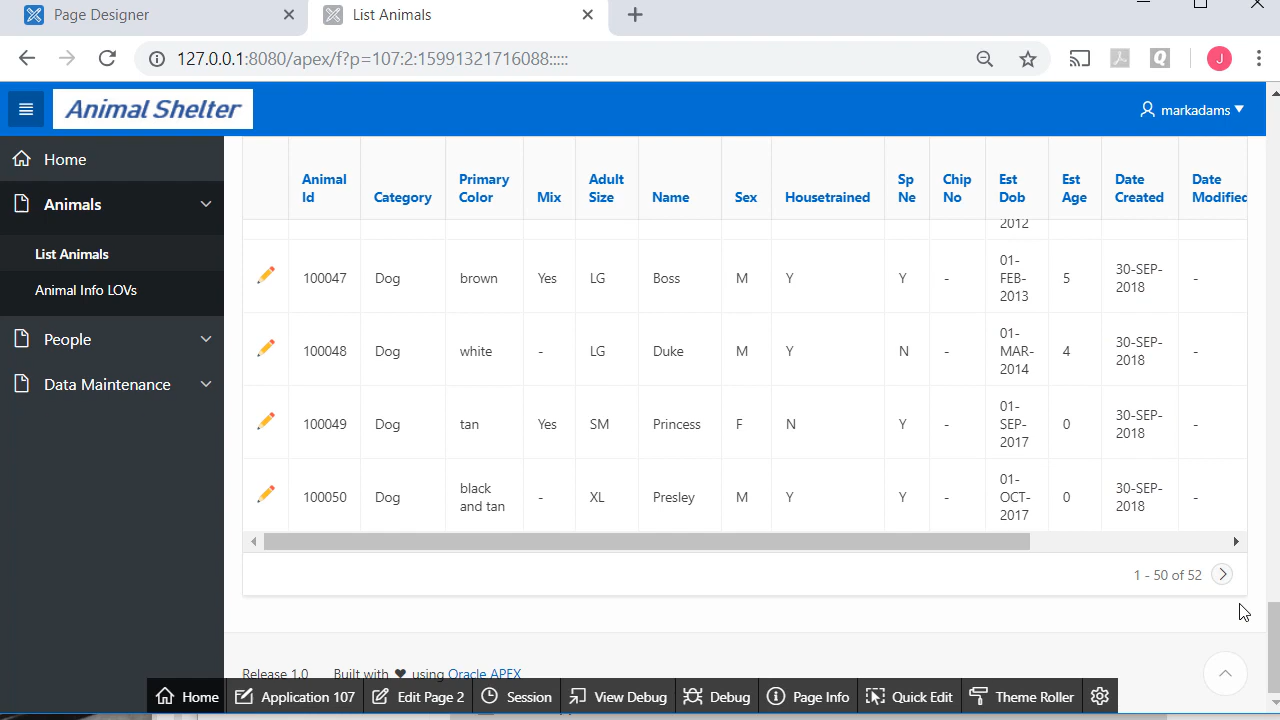 Page Designer
List Animals
127.0.0.1:8080/apex/f?p=107:2:15991321716088:::::
J
Animal Shelter
markadams
Home
Animals
List Animals
Animal Info LOVs
People
Data Maintenance
Animal Id Category Primary Color Mix Adult Size Name Sex Housetrained Sp Ne Chip No Est Dob Est Age Date Created Date Modified
2012
100047 Dog brown Yes LG Boss M Y Y - 01-FEB-2013 5 30-SEP-2018 -
100048 Dog white - LG Duke M Y N - 01-MAR-2014 4 30-SEP-2018 -
100049 Dog tan Yes SM Princess F N Y - 01-SEP-2017 0 30-SEP-2018 -
100050 Dog black and tan - XL Presley M Y Y - 01-OCT-2017 0 30-SEP-2018 -
1 - 50 of 52
Release 1.0 Built with ♥ using Oracle APEX
Home Application 107 Edit Page 2 Session View Debug Debug Page Info Quick Edit Theme Roller